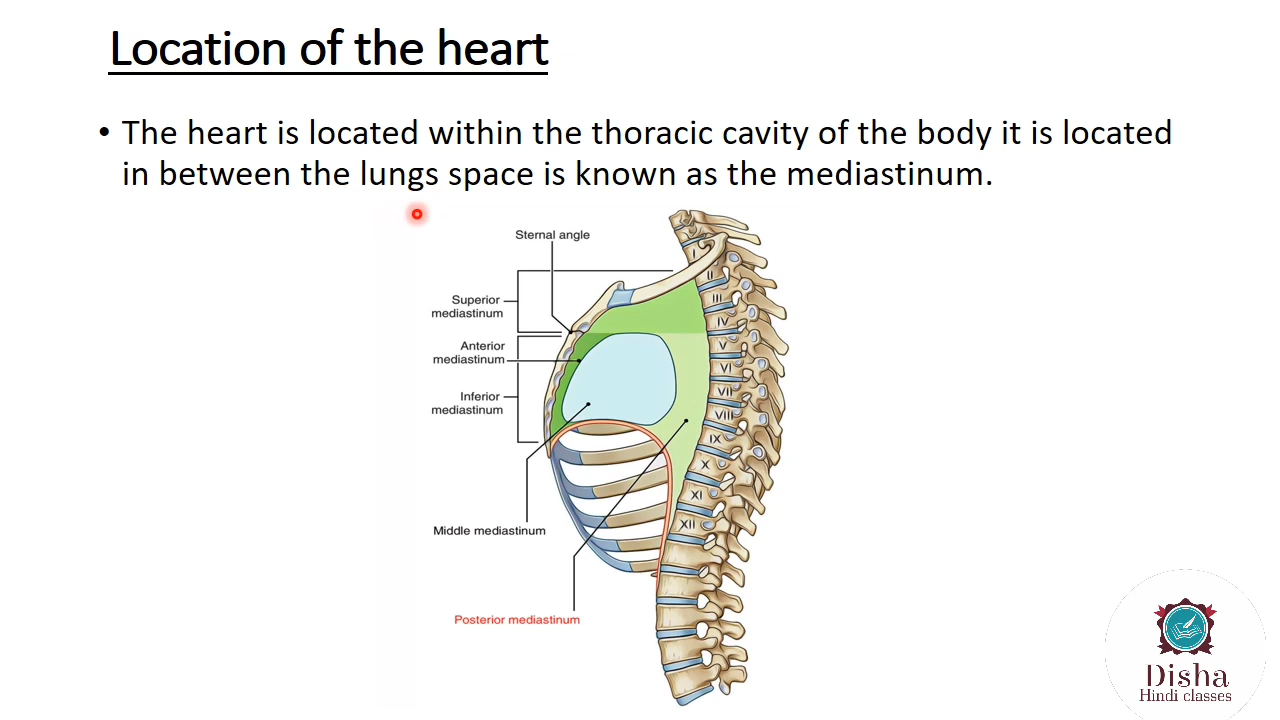 Location of the heart
• The heart is located within the thoracic cavity of the body it is located
in between the lungs space is known as the mediastinum.
Sternal angle
Superior
mediastinum
Anterior
mediastinum
Inferior
mediastinum
Middle mediastinum
Posterior mediastinum
I
II
III
IV
V
VI
VII
VIII
IX
X
XI
XII
Disha
Hindi classes